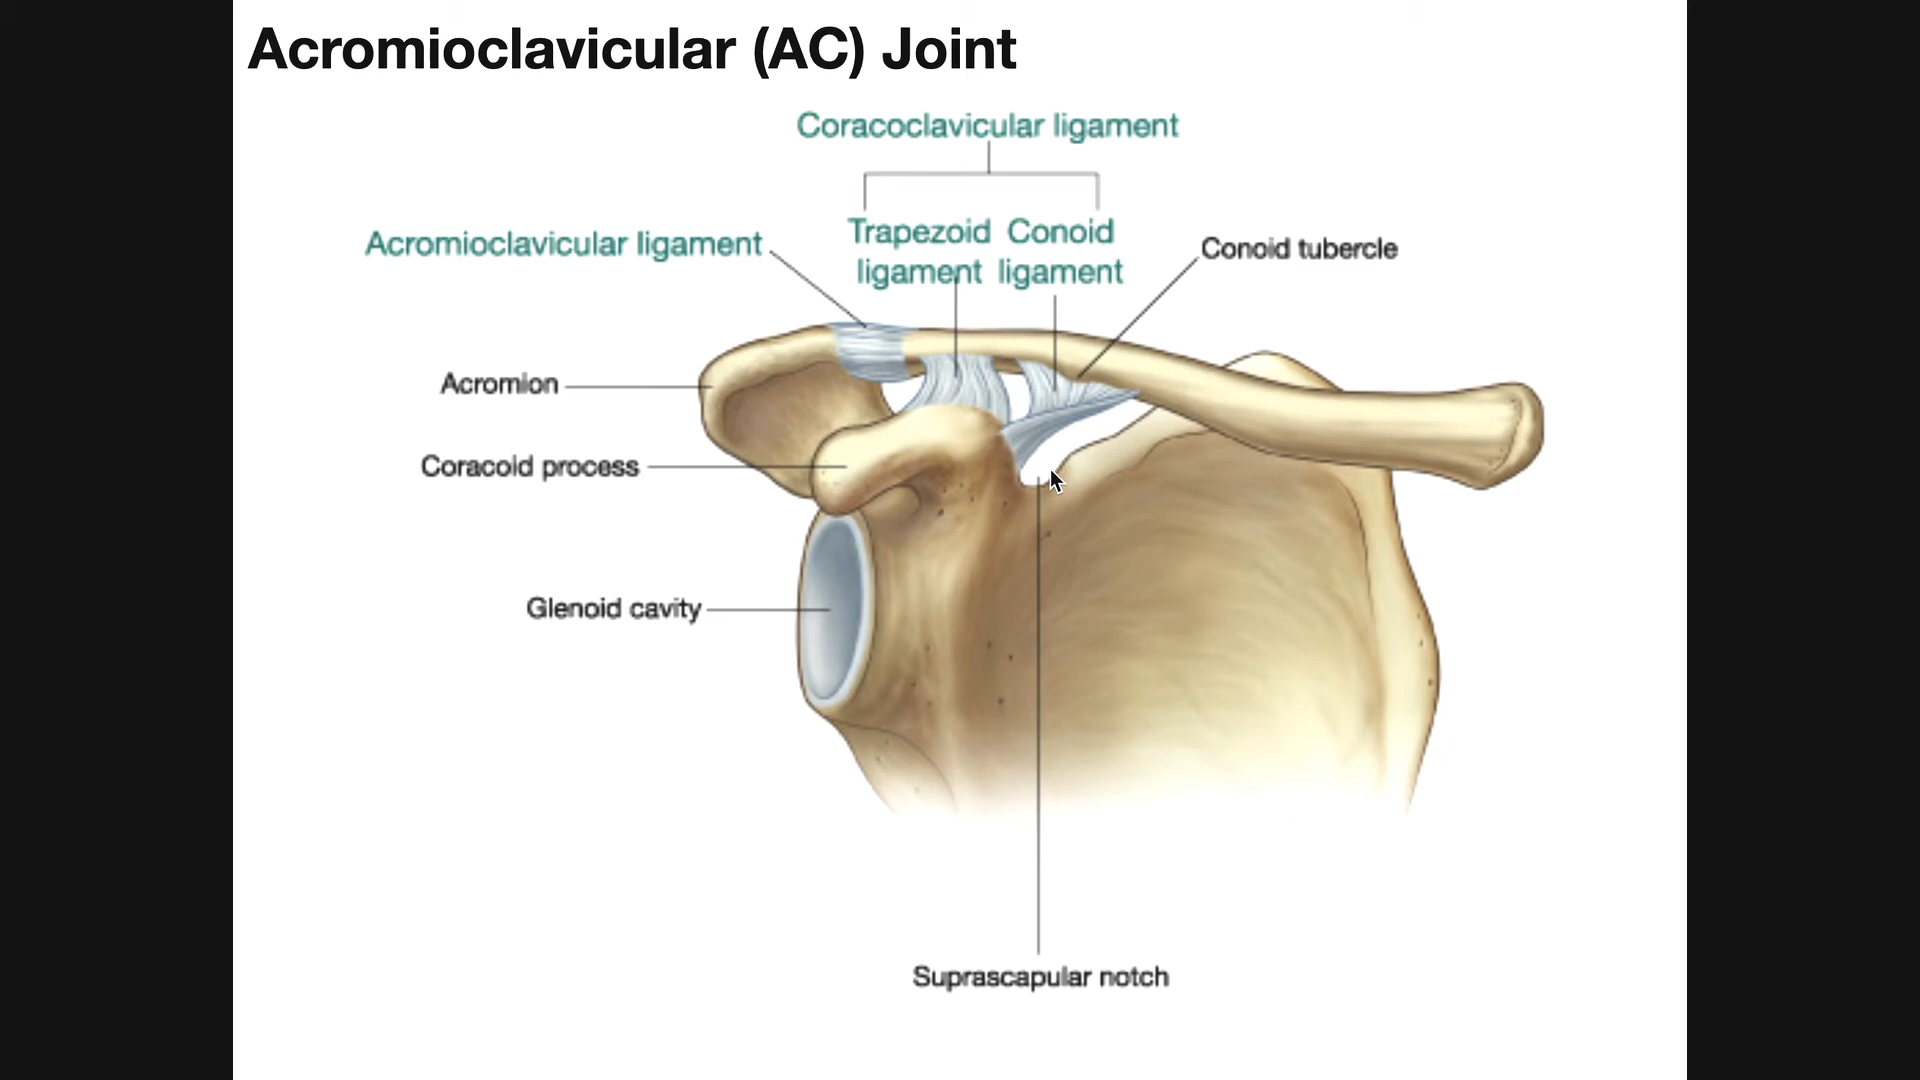 Acromioclavicular (AC) Joint
Coracoclavicular ligament
Acromioclavicular ligament
Trapezoid ligament
Conoid ligament
Conoid tubercle
Acromion
Coracoid process
Glenoid cavity
Suprascapular notch